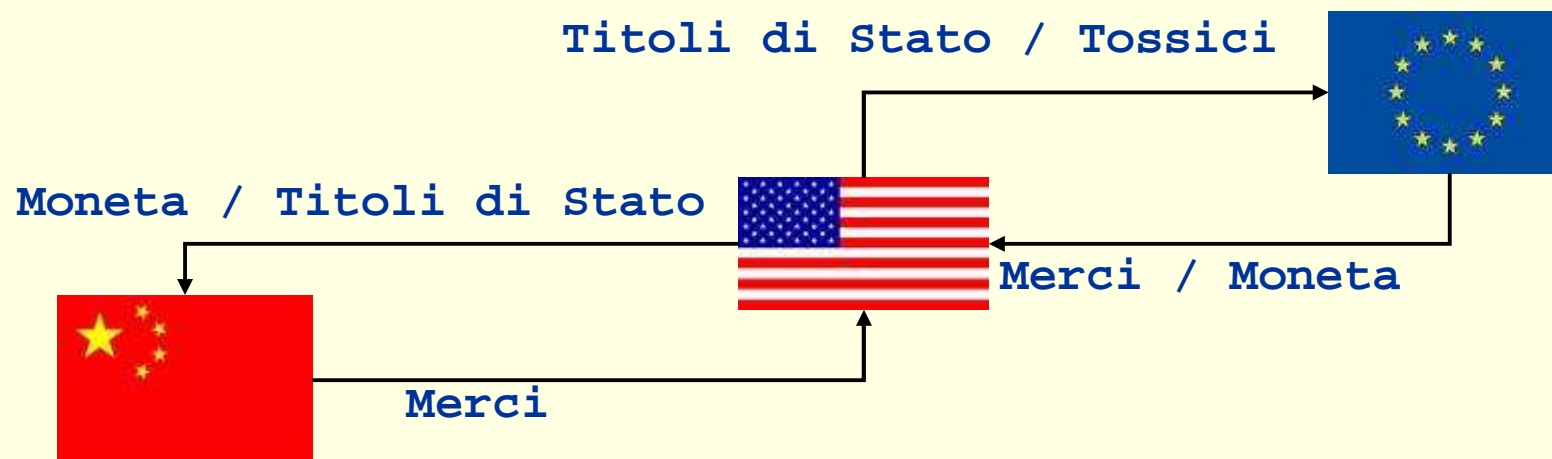 Titoli di Stato / Tossici
Moneta / Titoli di Stato
Merci / Moneta
Merci